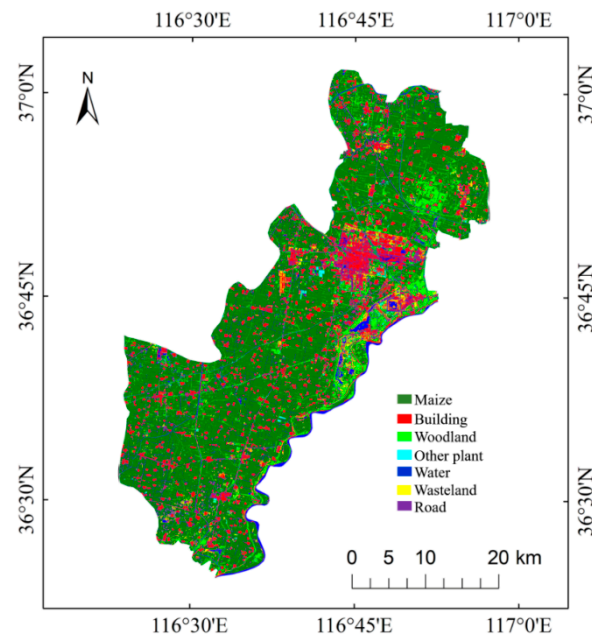 116°30'E 116°45'E 117°0'E
37°0'N 37°0'N
N
36°45'N 36°45'N
Maize
Building
Woodland
Other plant
Water
Wasteland
Road
36°30'N 36°30'N
0 5 10 20 km
116°30'E 116°45'E 117°0'E